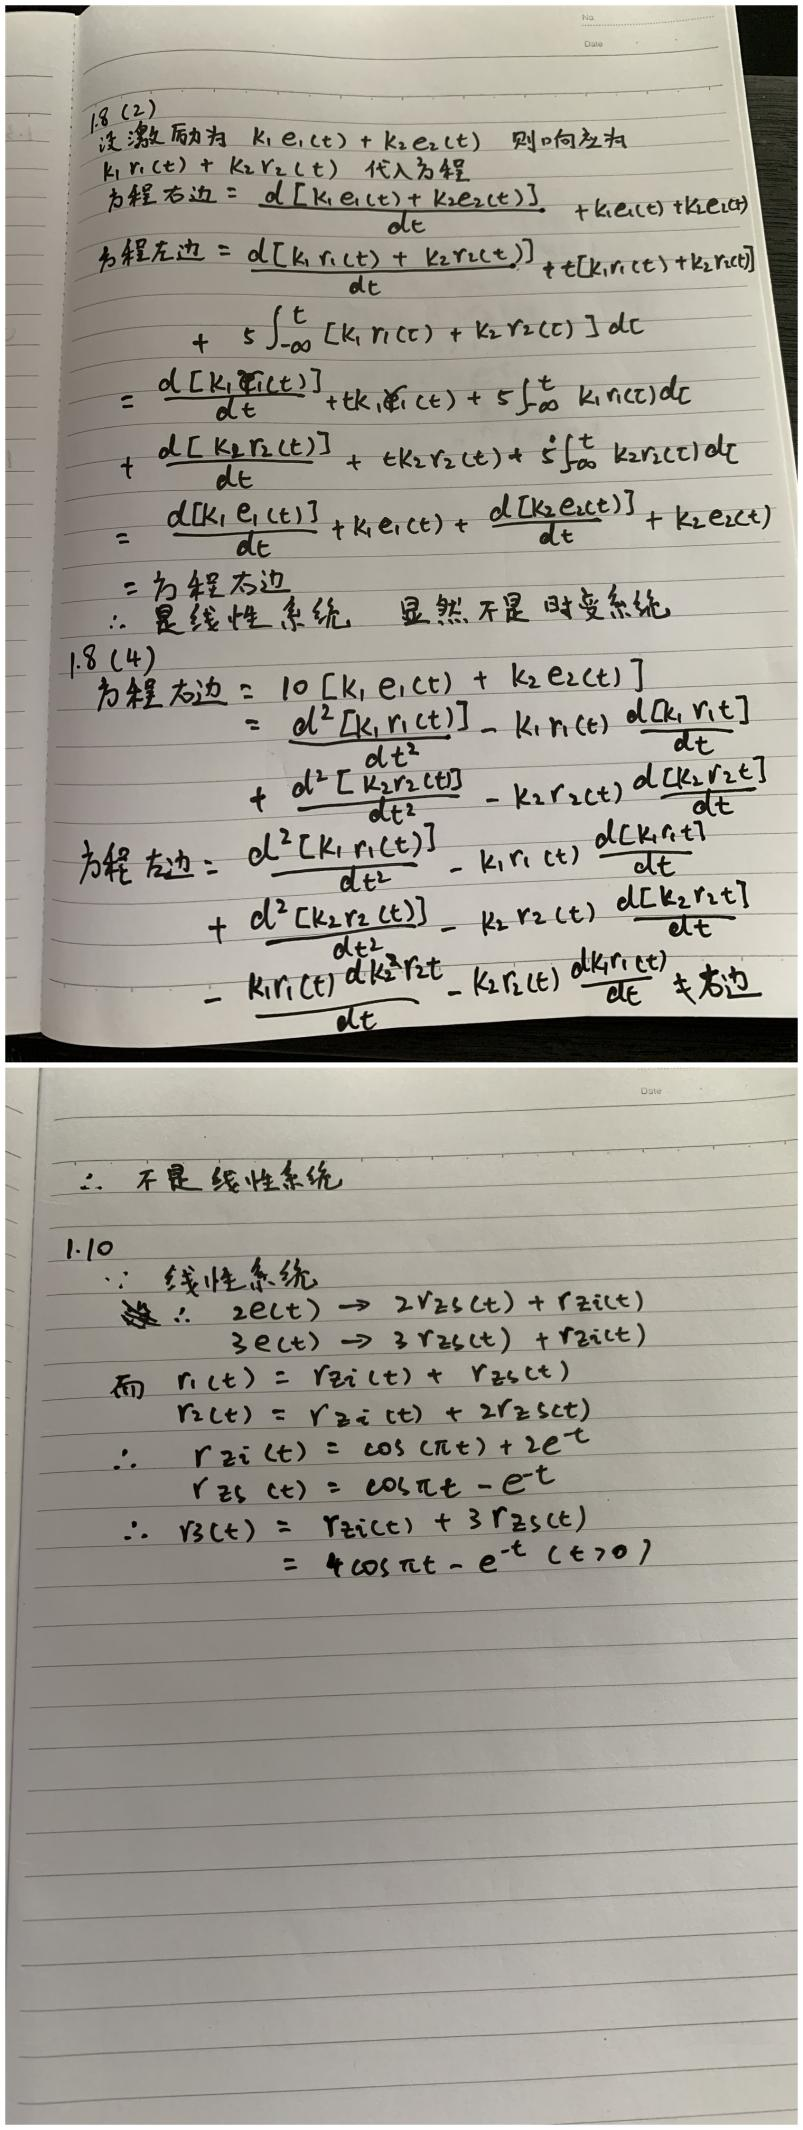 No.
Date
1.8 (2)
设激励为 k₁e₁(t) + k₂e₂(t) 则响应为
k₁r₁(t) + k₂r₂(t) 代入方程
方程右边 = d[k₁e₁(t) + k₂e₂(t)]/dt + k₁e₁(t) + k₂e₂(t)
方程左边 = d[k₁r₁(t) + k₂r₂(t)]/dt + t[k₁r₁(t) + k₂r₂(t)]
+ 5∫_{-∞}^{t} [k₁r₁(τ) + k₂r₂(τ)]dτ
= d[k₁r₁(t)]/dt + tk₁r₁(t) + 5∫_{-∞}^{t} k₁r₁(τ)dτ
+ d[k₂r₂(t)]/dt + tk₂r₂(t) + 5∫_{-∞}^{t} k₂r₂(τ)dτ
= d[k₁e₁(t)]/dt + k₁e₁(t) + d[k₂e₂(t)]/dt + k₂e₂(t)
= 方程右边
∴ 是线性系统 显然不是时变系统
1.8 (4)
方程右边 = 10[k₁e₁(t) + k₂e₂(t)]
= d²[k₁r₁(t)]/dt² - k₁r₁(t) d[k₁r₁t]/dt
+ d²[k₂r₂(t)]/dt² - k₂r₂(t) d[k₂r₂t]/dt
方程左边 = d²[k₁r₁(t)]/dt² - k₁r₁(t) d[k₁r₁t]/dt
+ d²[k₂r₂(t)]/dt² - k₂r₂(t) d[k₂r₂t]/dt
- k₁r₁(t) dk₂r₂t/dt - k₂r₂(t) dk₁r₁(t)/dt ≠ 右边
Date
∴ 不是线性系统
1.10
∵ 线性系统
∴ 2e(t) → 2rzs(t) + rzi(t)
3e(t) → 3rzs(t) + rzi(t)
而 r₁(t) = rzi(t) + rzs(t)
r₂(t) = rzi(t) + 2rzs(t)
∴ rzi(t) = cos(πt) + 2e^{-t}
rzs(t) = cosπt - e^{-t}
∴ r₃(t) = rzi(t) + 3rzs(t)
= 4cosπt - e^{-t} (t>0)